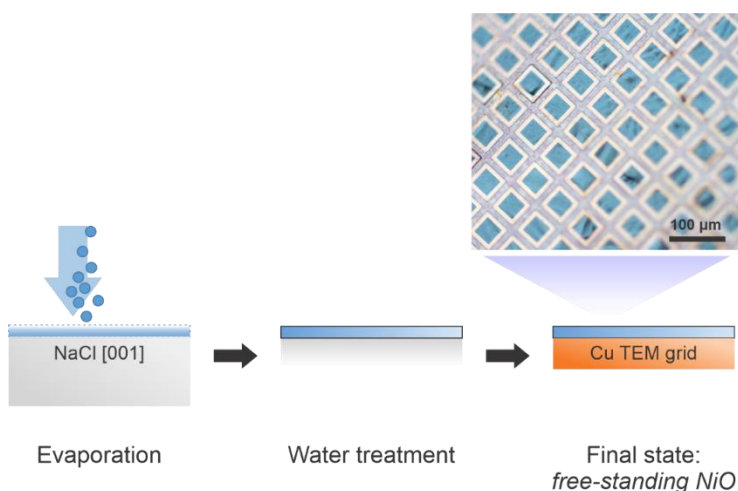 100 µm
NaCl [001]
Cu TEM grid
Evaporation
Water treatment
Final state:
free-standing NiO